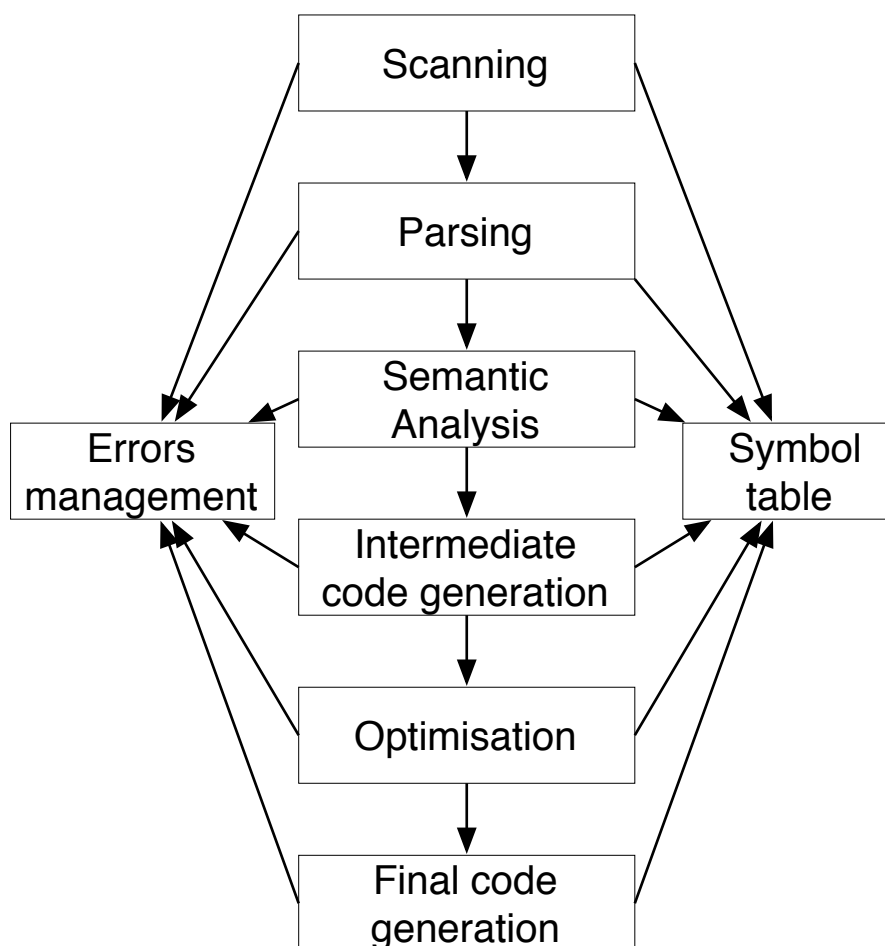 Scanning
Parsing
Semantic
Analysis
Errors
management
Symbol
table
Intermediate
code generation
Optimisation
Final code
generation